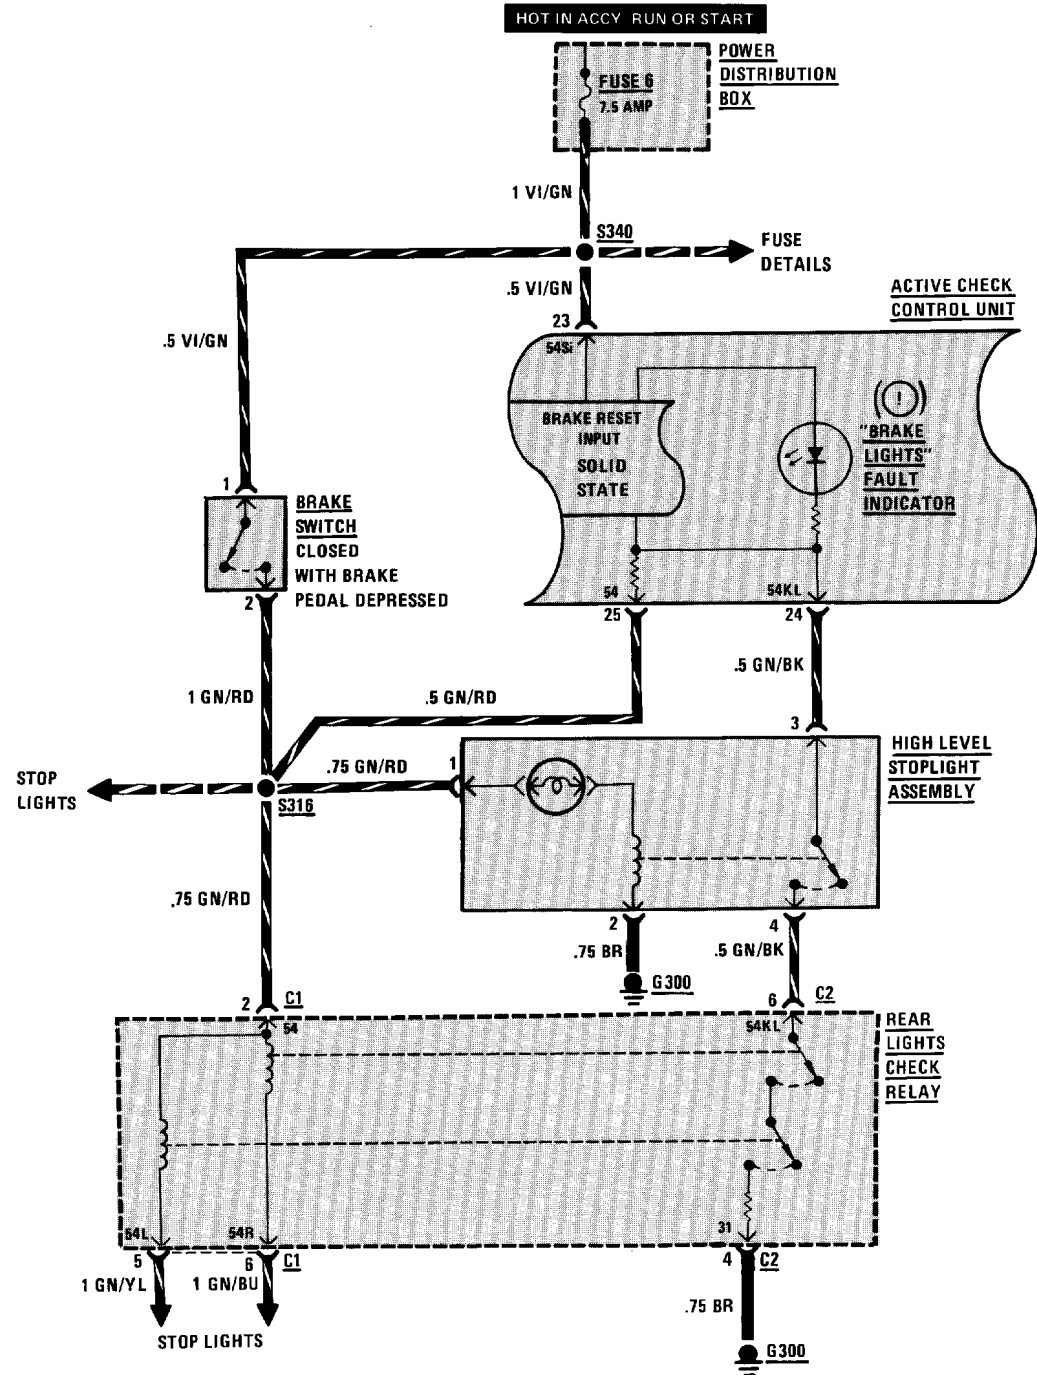 HOT IN ACCY RUN OR START
POWER
DISTRIBUTION
BOX
FUSE 6
7.5 AMP
1 VI/GN
S340
FUSE
DETAILS
.5 VI/GN
ACTIVE CHECK
CONTROL UNIT
23
54Si
.5 VI/GN
BRAKE RESET
INPUT
SOLID
STATE
!
"BRAKE
LIGHTS"
FAULT
INDICATOR
1
BRAKE
SWITCH
CLOSED
WITH BRAKE
PEDAL DEPRESSED
2
54
54KL
25
24
.5 GN/BK
1 GN/RD
.5 GN/RD
3
HIGH LEVEL
STOPLIGHT
ASSEMBLY
STOP
LIGHTS
.75 GN/RD
1
S316
.75 GN/RD
2
4
.75 BR
.5 GN/BK
G300
2
C1
6
C2
54
54KL
REAR
LIGHTS
CHECK
RELAY
54L
54R
31
5
6
C1
4
C2
1 GN/YL
1 GN/BU
.75 BR
STOP LIGHTS
G300